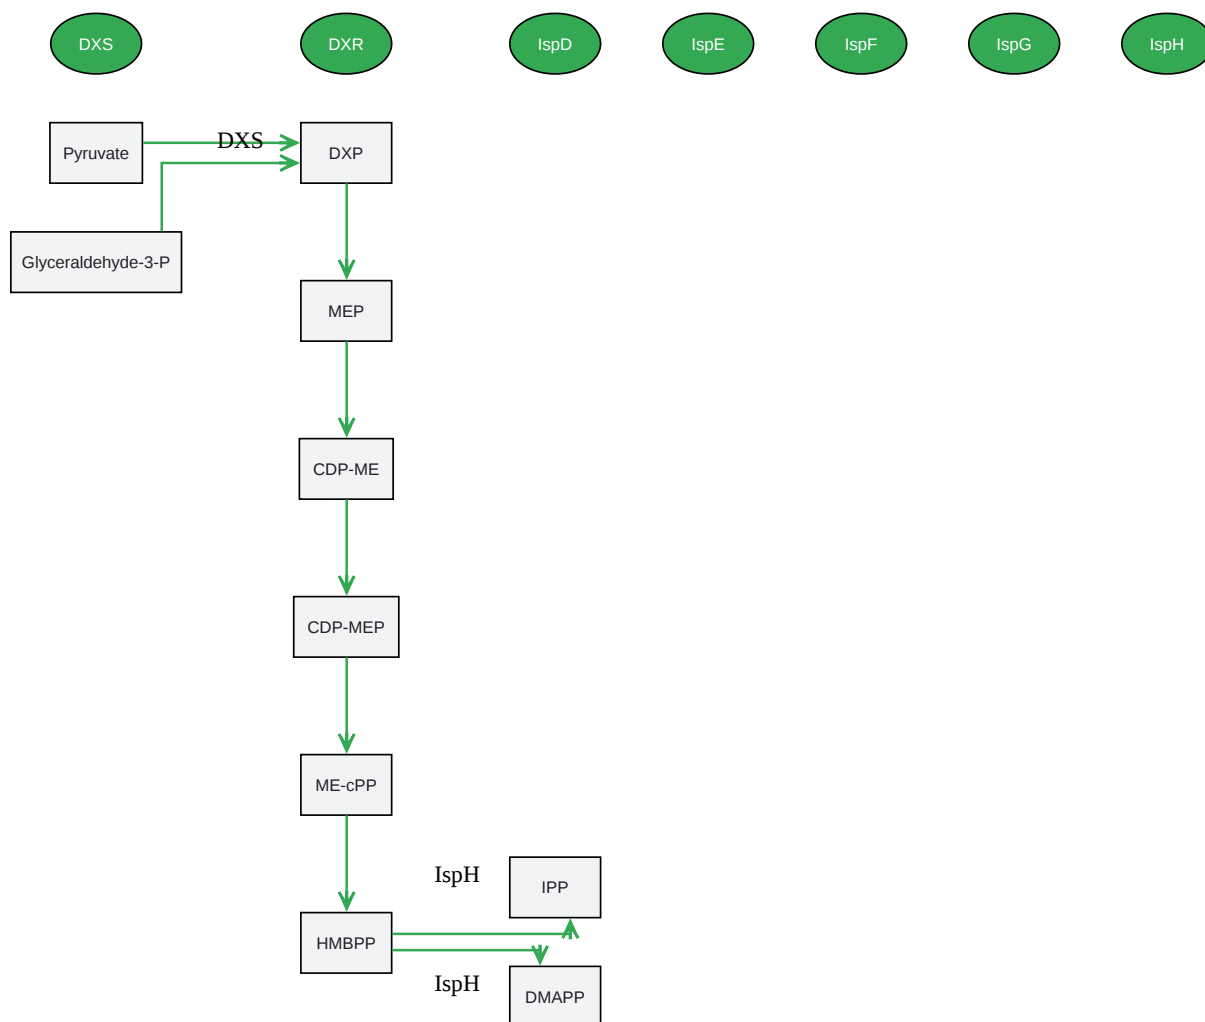 DXS
DXR
IspD
IspE
IspF
IspG
IspH
DXS
Pyruvate
DXP
Glyceraldehyde-3-P
MEP
CDP-ME
CDP-MEP
ME-cPP
IspH
IPP
HMBPP
IspH
DMAPP